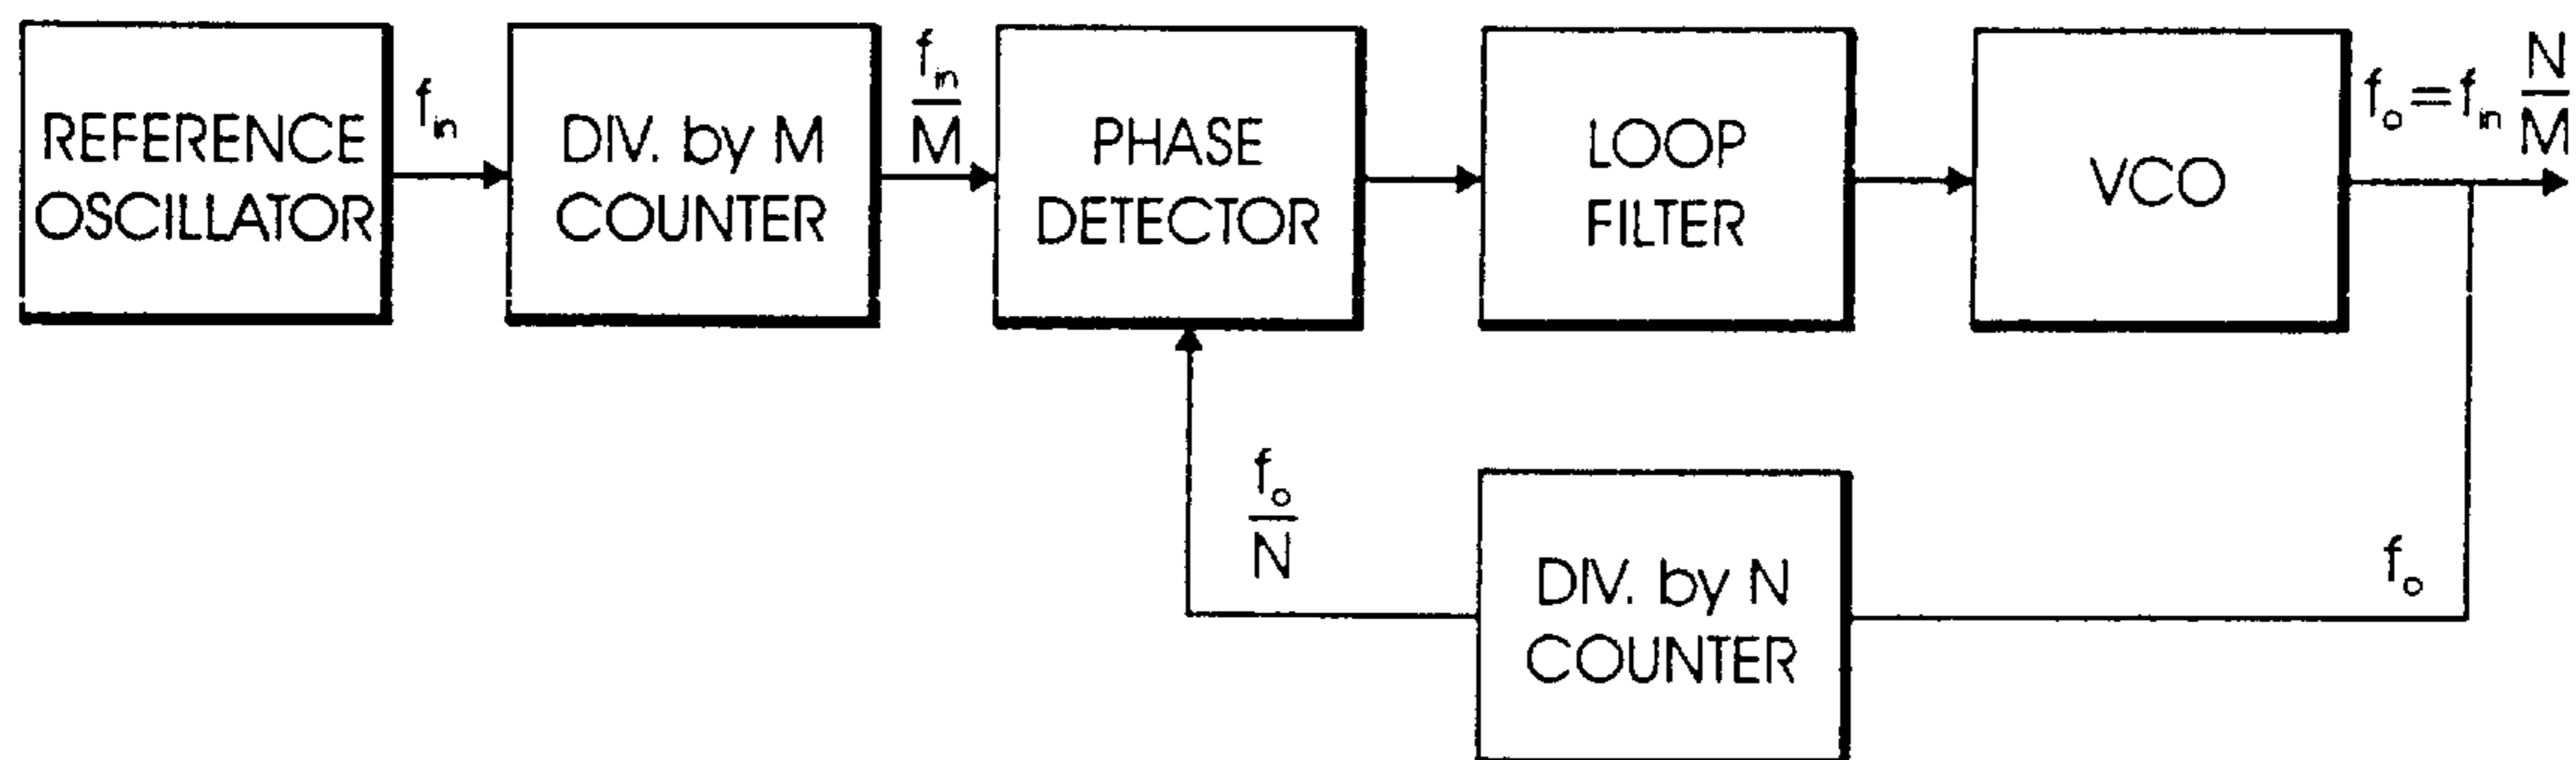 REFERENCE
OSCILLATOR
f_in
DIV. by M
COUNTER
f_in
M
PHASE
DETECTOR
LOOP
FILTER
VCO
f_o = f_in N
M
f_o
N
DIV. by N
COUNTER
f_o